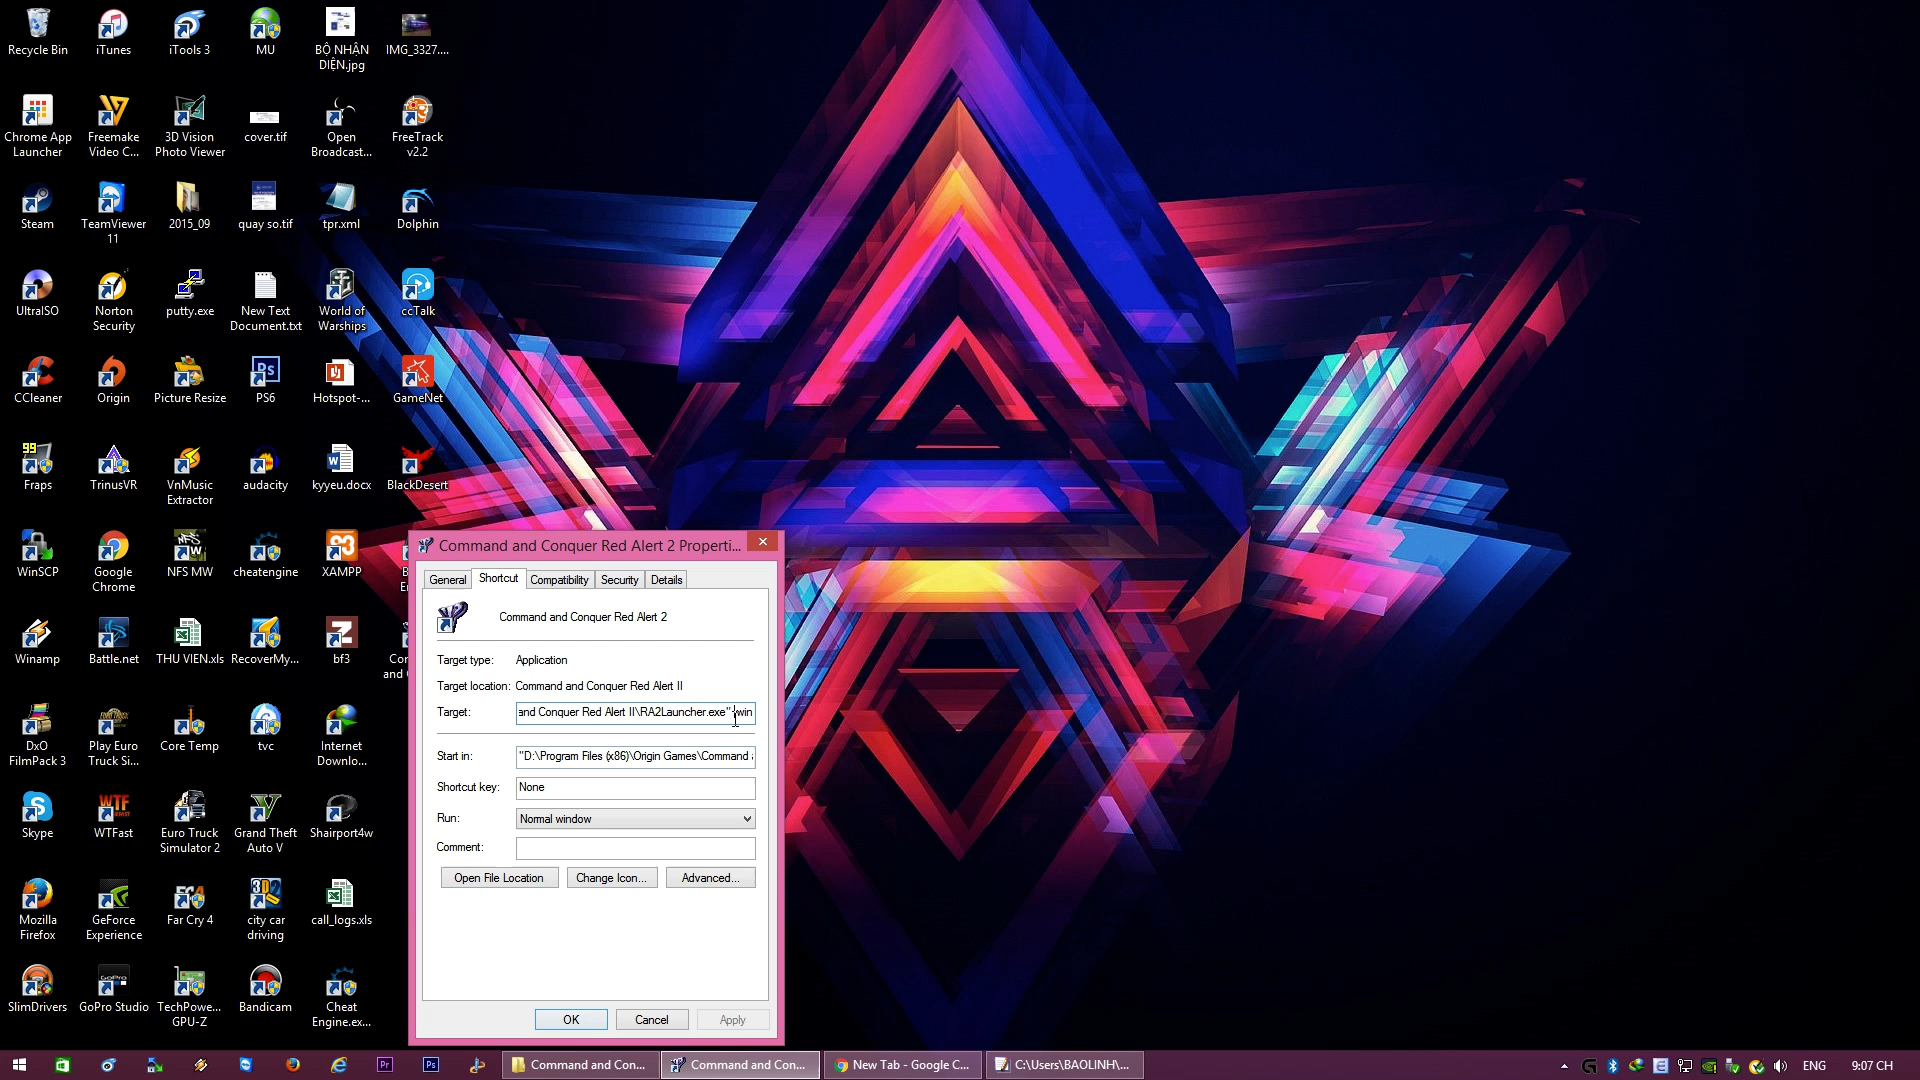 Recycle Bin
iTunes
iTools 3
MU
BỘ NHẬN
DIỆN.jpg
IMG_3327....
Chrome App
Launcher
Freemake
Video C...
3D Vision
Photo Viewer
cover.tif
Open
Broadcast...
FreeTrack
v2.2
Steam
TeamViewer
11
2015_09
quay so.tif
tpr.xml
Dolphin
UltraISO
Norton
Security
putty.exe
New Text
Document.txt
World of
Warships
ccTalk
CCleaner
Origin
Picture Resize
Ps
PS6
Hotspot-...
GameNet
99
Fraps
TrinusVR
VnMusic
Extractor
audacity
kyyeu.docx
BlackDesert
WinSCP
Google
Chrome
NFS MW
cheatengine
XAMPP
Winamp
Battle.net
THU VIEN.xls
RecoverMy...
bf3
DxO
FilmPack 3
Play Euro
Truck Si...
Core Temp
tvc
Internet
Downlo...
Skype
WTFast
Euro Truck
Simulator 2
Grand Theft
Auto V
Shairport4w
Mozilla
Firefox
GeForce
Experience
Far Cry 4
city car
driving
call_logs.xls
SlimDrivers
GoPro Studio
TechPowe...
GPU-Z
Bandicam
Cheat
Engine.ex...
Command and Conquer Red Alert 2 Properti...
General
Shortcut
Compatibility
Security
Details
Command and Conquer Red Alert 2
Target type: Application
Target location: Command and Conquer Red Alert II
Target: and Conquer Red Alert II\RA2Launcher.exe" -win
Start in: "D:\Program Files (x86)\Origin Games\Command
Shortcut key: None
Run: Normal window
Comment:
Open File Location
Change Icon...
Advanced...
OK
Cancel
Apply
Command and Con...
Command and Con...
New Tab - Google C...
C:\Users\BAOLINH\...
ENG
9:07 CH